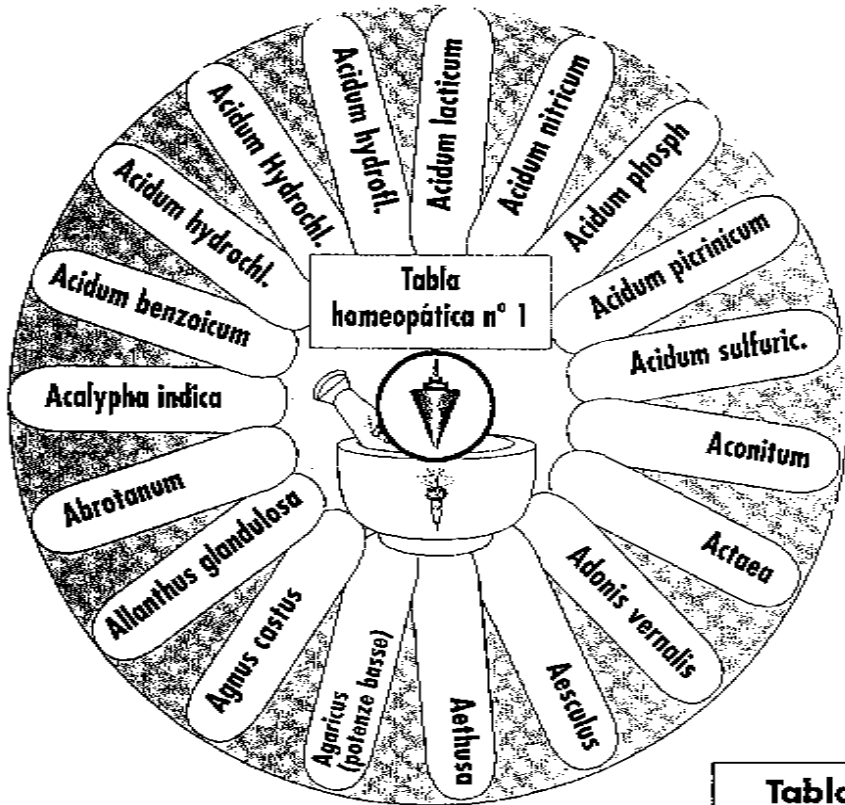 Tabla
homeopática nº 1
Abrotanum
Acalypha indica
Acidum benzoicum
Acidum hydrochl.
Acidum Hydrochl.
Acidum hydrofl.
Acidum lacticum
Acidum nitricum
Acidum phosph
Acidum picrinicum
Acidum sulfuric.
Aconitum
Actaea
Adonis vernalis
Aesculus
Aethusa
Agaricus
(potenze basse)
Agnus castus
Allanthus glandulosa
Tabla